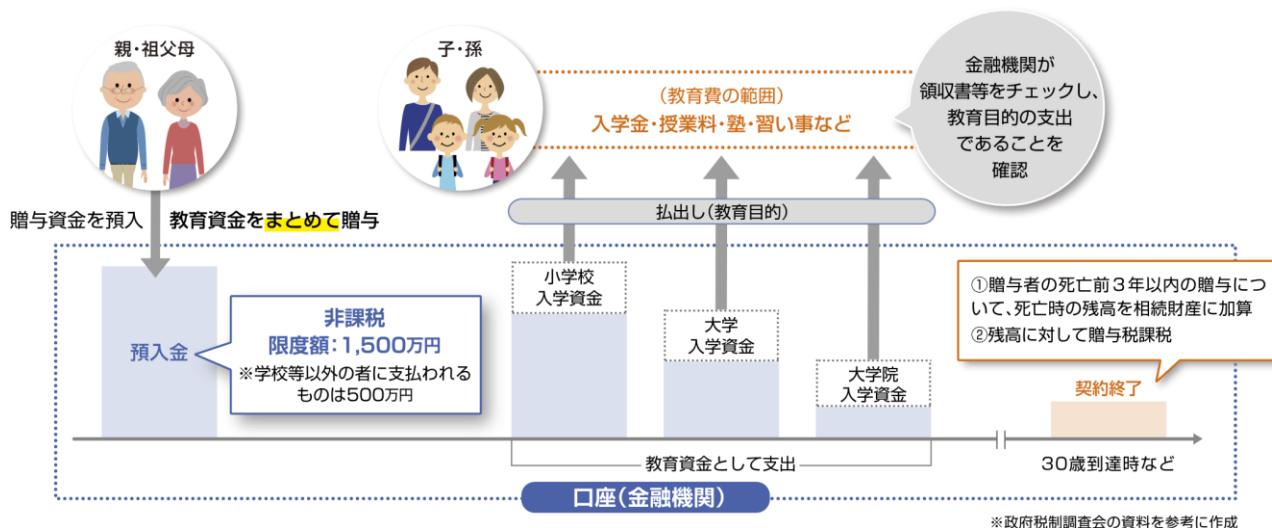 親・祖父母
子・孫
(教育費の範囲)
入学金・授業料・塾・習い事など
金融機関が
領収書等をチェックし、
教育目的の支出
であることを
確認
贈与資金を預入
教育資金をまとめて贈与
払出し(教育目的)
預入金
非課税
限度額:1,500万円
※学校等以外の者に支払われる
ものは500万円
小学校
入学資金
大学
入学資金
大学院
入学資金
①贈与者の死亡前3年以内の贈与につ
いて、死亡時の残高を相続財産に加算
②残高に対して贈与税課税
契約終了
教育資金として支出
30歳到達時など
口座(金融機関)
※政府税制調査会の資料を参考に作成